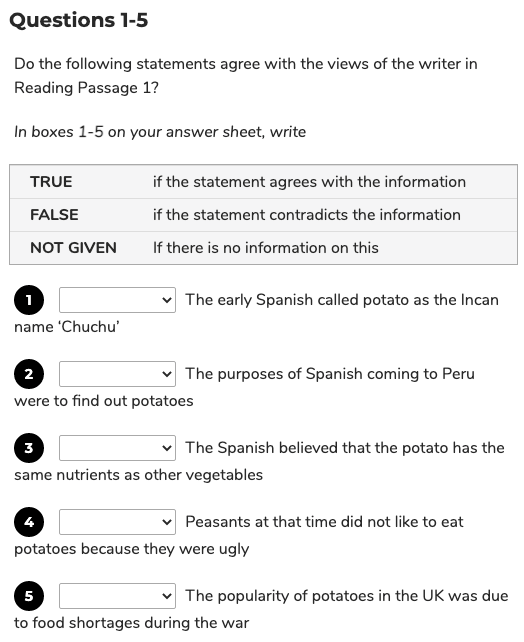 Questions 1-5
Do the following statements agree with the views of the writer in
Reading Passage 1?
In boxes 1-5 on your answer sheet, write
TRUE if the statement agrees with the information
FALSE if the statement contradicts the information
NOT GIVEN If there is no information on this
1 The early Spanish called potato as the Incan
name ‘Chuchu’
2 The purposes of Spanish coming to Peru
were to find out potatoes
3 The Spanish believed that the potato has the
same nutrients as other vegetables
4 Peasants at that time did not like to eat
potatoes because they were ugly
5 The popularity of potatoes in the UK was due
to food shortages during the war